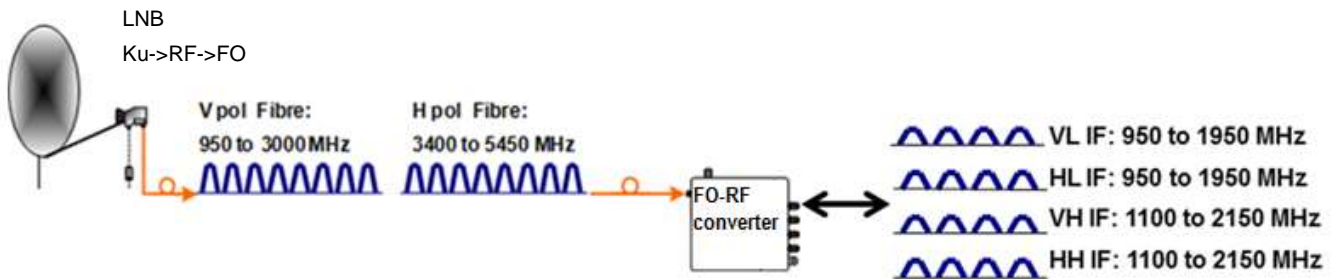 LNB
Ku->RF->FO
V pol Fibre:
950 to 3000 MHz
H pol Fibre:
3400 to 5450 MHz
FO-RF
converter
VL IF: 950 to 1950 MHz
HL IF: 950 to 1950 MHz
VH IF: 1100 to 2150 MHz
HH IF: 1100 to 2150 MHz